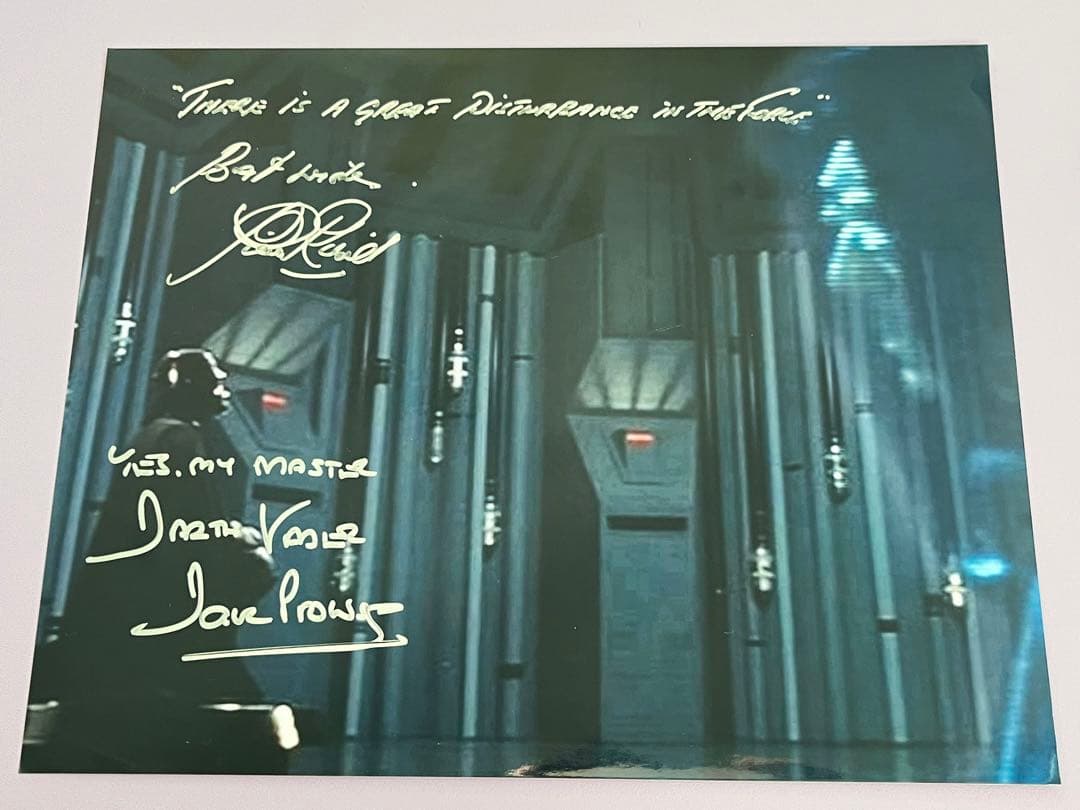 "THERE IS A GREAT DISTURBANCE IN THE FORCE"
Best wishes.
YES. MY MASTER
DARTH VADER
Dave Prowse